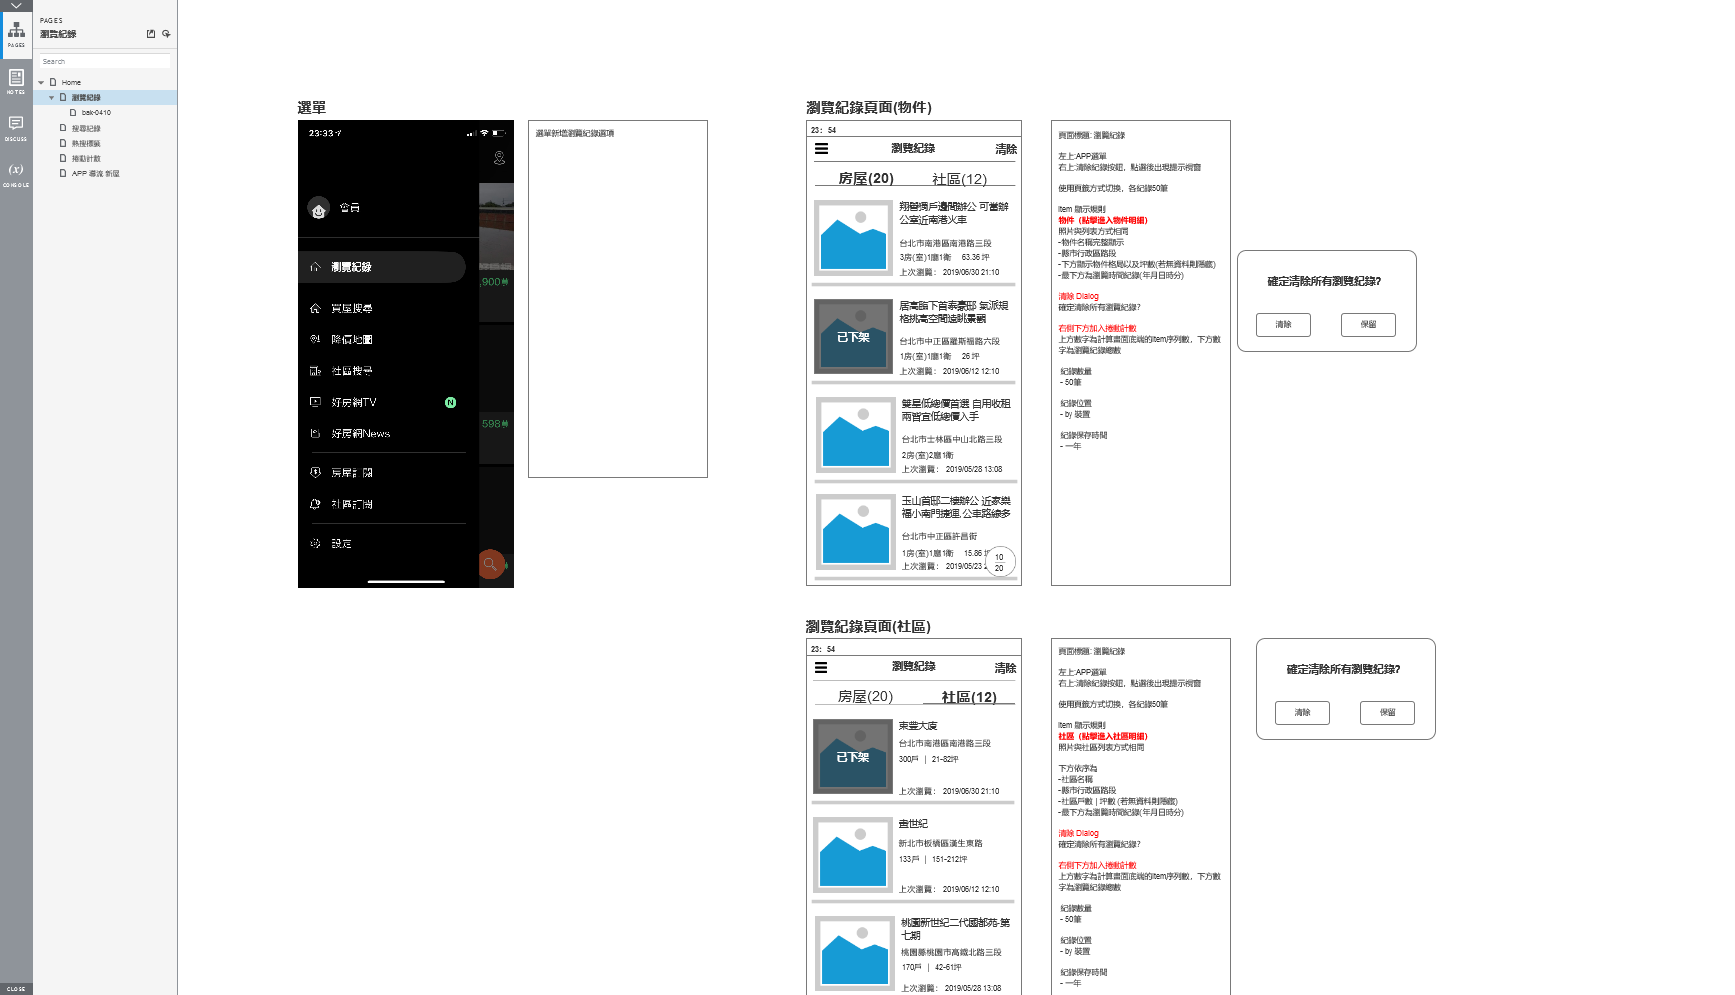 PAGES
瀏覽紀錄
PAGES
Search
Home
瀏覽紀錄
bak-0410
搜尋紀錄
熱搜標籤
捲動計數
APP 導流 新屋
NOTES
DISCUSS
(x)
CONSOLE
CLOSE
選單
23:33
會員
瀏覽紀錄
買屋搜尋
降價地圖
社區搜尋
好房網TV
N
好房網News
房屋訂閱
社區訂閱
設定
,900
598
選單新增瀏覽紀錄選項
瀏覽紀錄頁面(物件)
23: 54
瀏覽紀錄
清除
房屋(20)
社區(12)
翔譽獨戶邊間辦公 可當辦
公室近南港火車
台北市南港區南港路三段
3房(室)1廳1衛 63.36 坪
上次瀏覽： 2019/06/30 21:10
已下架
居高臨下首泰豪邸 氣派規
格挑高空間遠眺景觀
台北市中正區羅斯福路六段
1房(室)1廳1衛 26 坪
上次瀏覽： 2019/06/12 12:10
雙星低總價首選 自用收租
兩皆宜低總價入手
台北市士林區中山北路三段
2房(室)2廳1衛
上次瀏覽： 2019/05/28 13:08
玉山首邸二樓辦公 近家樂
福小南門捷運,公車路線多
台北市中正區許昌街
1房(室)1廳1衛 15.86 坪
上次瀏覽： 2019/05/23 2
10
20
頁面標題: 瀏覽紀錄
左上:APP選單
右上:清除紀錄按鈕，點選後出現提示視窗
使用頁籤方式切換，各紀錄50筆
item 顯示規則
物件（點擊進入物件明細）
照片與列表方式相同
-物件名稱完整顯示
-縣市行政區路段
-下方顯示物件格局以及坪數(若無資料則隱藏)
-最下方為瀏覽時間紀錄(年月日時分)
清除 Dialog
確定清除所有瀏覽紀錄?
右側下方加入捲動計數
上方數字為計算畫面底端的item序列數，下方數
字為瀏覽紀錄總數
紀錄數量
- 50筆
紀錄位置
- by 裝置
紀錄保存時間
- 一年
確定清除所有瀏覽紀錄?
清除
保留
瀏覽紀錄頁面(社區)
23: 54
瀏覽紀錄
清除
房屋(20)
社區(12)
已下架
東豐大廈
台北市南港區南港路三段
300戶 | 21-82坪
上次瀏覽： 2019/06/30 21:10
畫世紀
新北市板橋區漢生東路
133戶 | 151-212坪
上次瀏覽： 2019/06/12 12:10
桃園新世紀二代國都苑-第
七期
桃園縣桃園市高鐵北路三段
170戶 | 42-61坪
上次瀏覽： 2019/05/28 13:08
頁面標題: 瀏覽紀錄
左上:APP選單
右上:清除紀錄按鈕，點選後出現提示視窗
使用頁籤方式切換，各紀錄50筆
item 顯示規則
社區（點擊進入社區明細）
照片與社區列表方式相同
下方依序為
-社區名稱
-縣市行政區路段
-社區戶數 | 坪數 (若無資料則隱藏)
-最下方為瀏覽時間紀錄(年月日時分)
清除 Dialog
確定清除所有瀏覽紀錄?
右側下方加入捲動計數
上方數字為計算畫面底端的item序列數，下方數
字為瀏覽紀錄總數
紀錄數量
- 50筆
紀錄位置
- by 裝置
紀錄保存時間
- 一年
確定清除所有瀏覽紀錄?
清除
保留